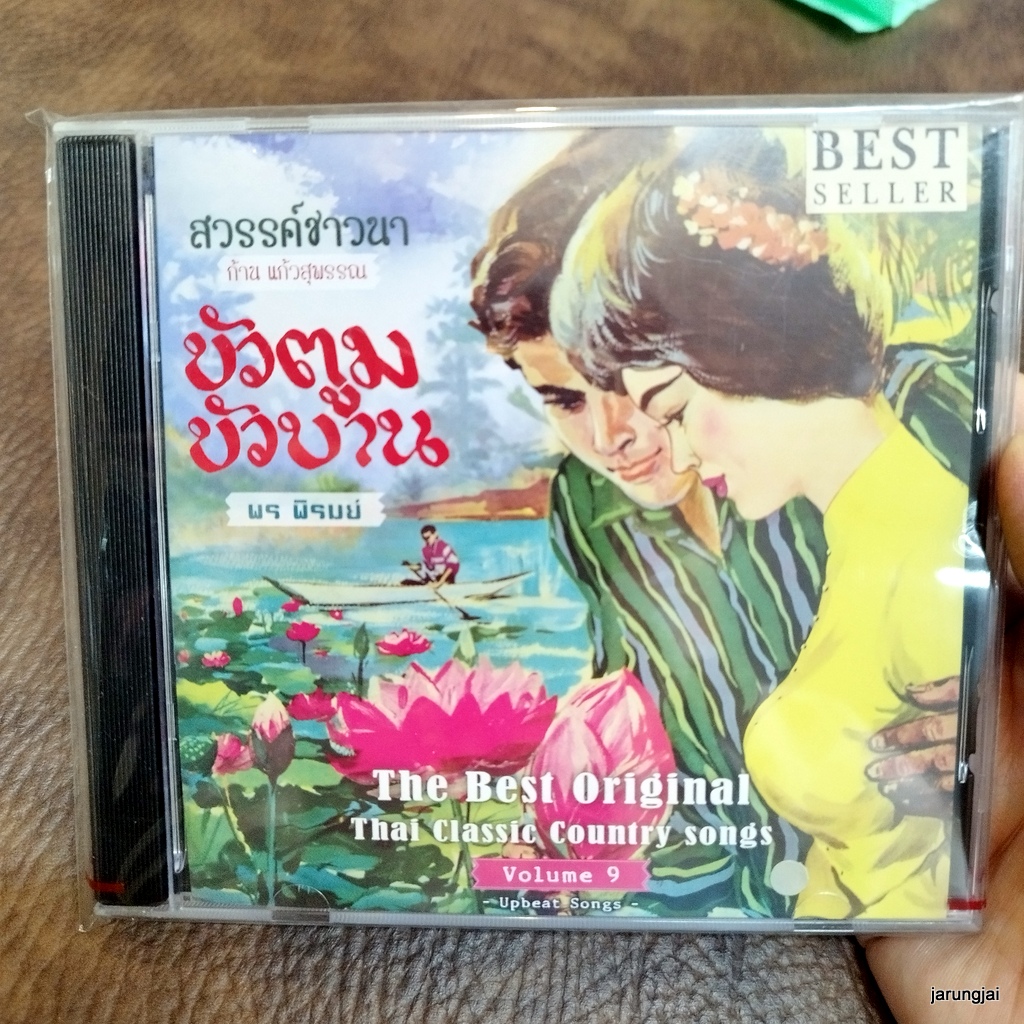 BEST
SELLER
สวรรค์ชาวนา
ก้าน แก้วสุพรรณ
บัวตูม
บัวบาน
พร พิรมย์
The Best Original
Thai Classic Country songs
Volume 9
- Upbeat Songs -
jarungjai